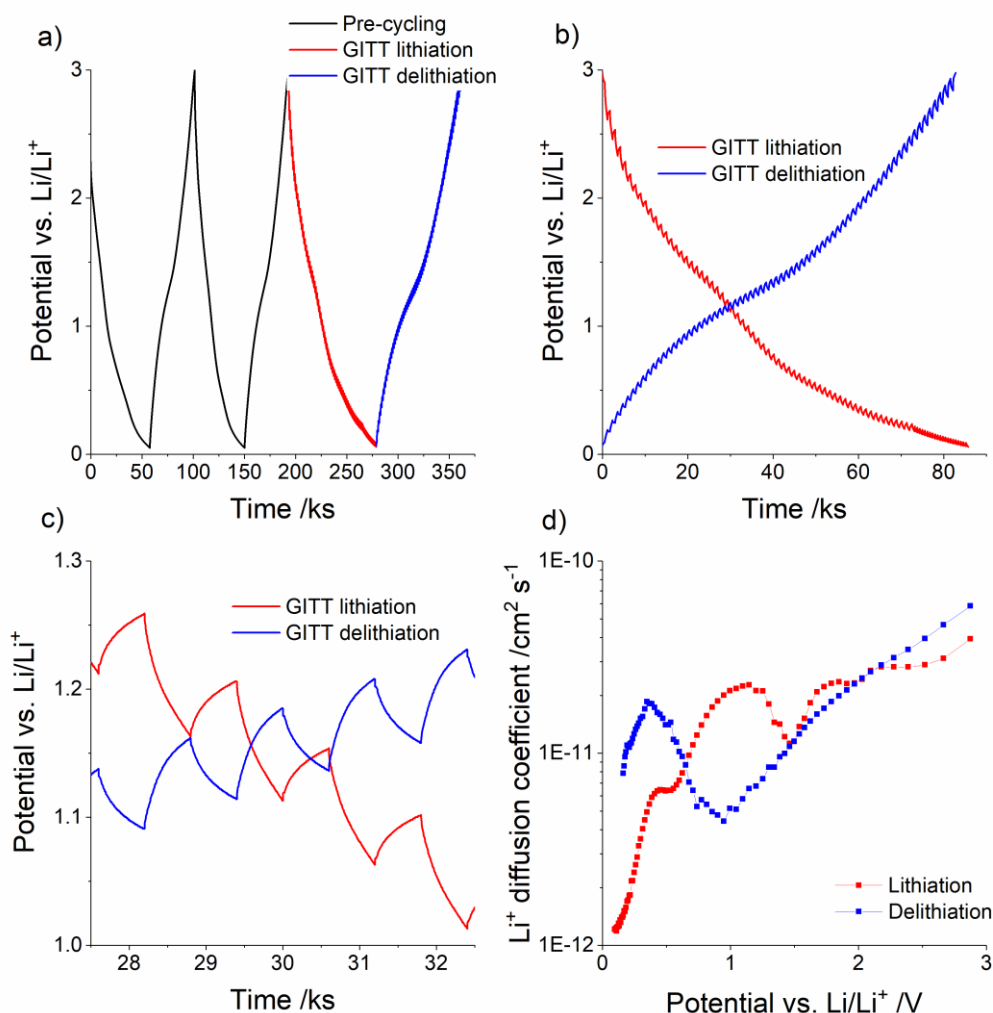 a)
Pre-cycling
GITT lithiation
GITT delithiation
Potential vs. Li/Li⁺
3
2
1
0
0 50 100 150 200 250 300 350
Time /ks
b)
GITT lithiation
GITT delithiation
Potential vs. Li/Li⁺
3
2
1
0
0 20 40 60 80
Time /ks
c)
GITT lithiation
GITT delithiation
Potential vs. Li/Li⁺
1.3
1.2
1.1
1.0
28 29 30 31 32
Time /ks
d)
Li⁺ diffusion coefficient /cm² s⁻¹
1E-10
1E-11
1E-12
Lithiation
Delithiation
0 1 2 3
Potential vs. Li/Li⁺ /V